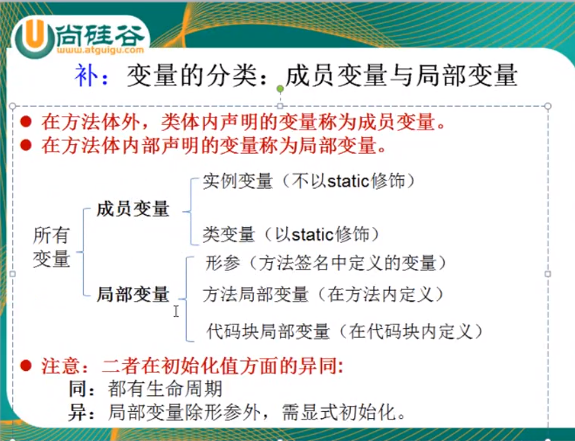 尚硅谷
www.atguigu.com
补：变量的分类：成员变量与局部变量
在方法体外，类体内声明的变量称为成员变量。
在方法体内部声明的变量称为局部变量。
所有
变量
成员变量
实例变量（不以static修饰）
类变量（以static修饰）
局部变量
形参（方法签名中定义的变量）
方法局部变量（在方法内定义）
代码块局部变量（在代码块内定义）
注意：二者在初始化值方面的异同:
同：都有生命周期
异：局部变量除形参外，需显式初始化。